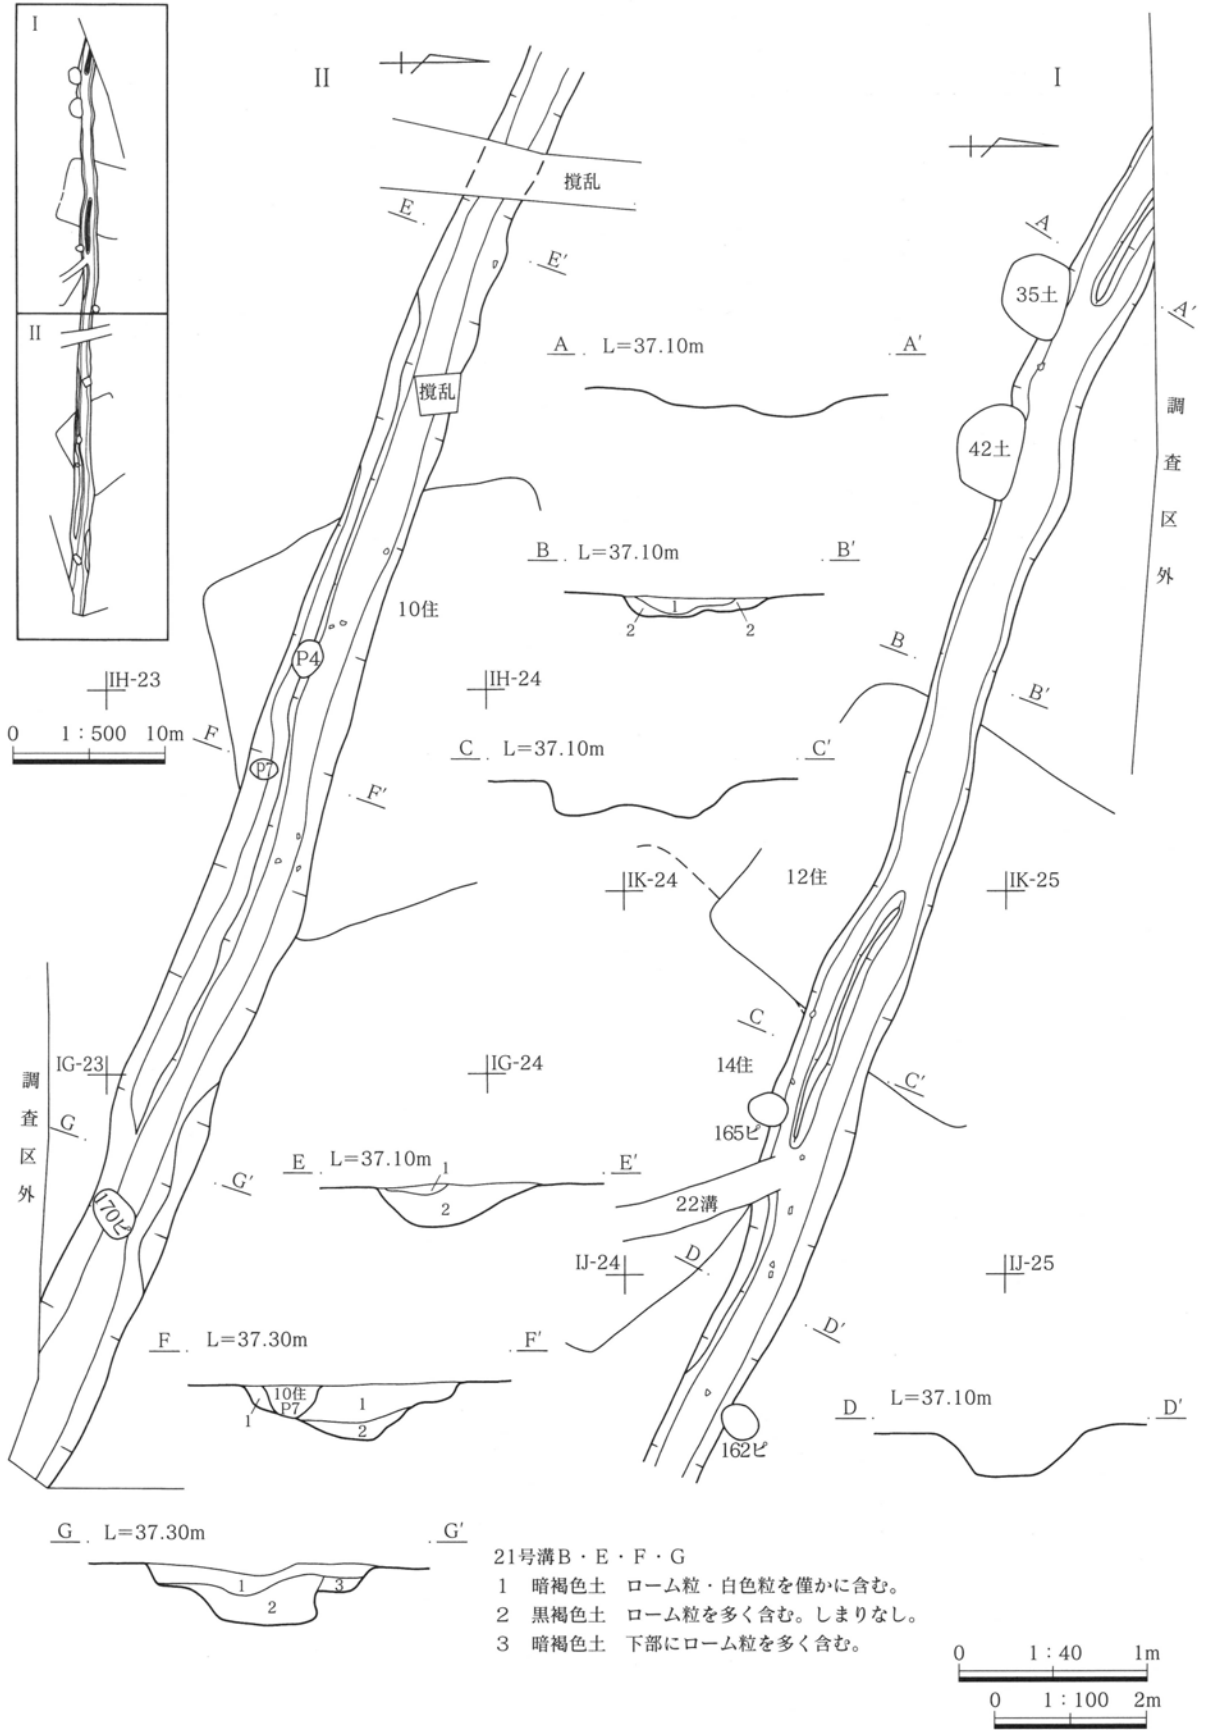 I
II
II
I
撹乱
E
E′
A
35土
A′
A L=37.10m A′
撹乱
調査区外
42土
B L=37.10m B′
1
2
2
10住
P4
B
B′
IH-23
IH-24
0 1:500 10m
F
P7
F′
C L=37.10m C′
IK-24
12住
IK-25
C
14住
C′
165ピ
IG-23
IG-24
調査区外
G
G′
170ピ
E L=37.10m E′
1
2
22溝
D
IJ-24
IJ-25
D′
F L=37.30m F′
10住
P7
1
1
2
D L=37.10m D′
162ピ
G L=37.30m G′
1
3
2
21号溝B・E・F・G
1 暗褐色土 ローム粒・白色粒を僅かに含む。
2 黒褐色土 ローム粒を多く含む。しまりなし。
3 暗褐色土 下部にローム粒を多く含む。
0 1:40 1m
0 1:100 2m